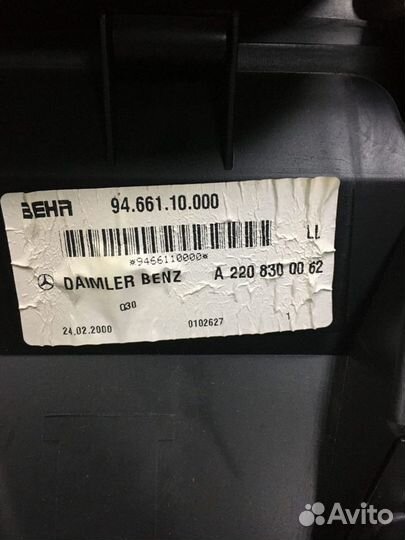 BEHR 94.661.10.000
*9466110000* LL
DAIMLER BENZ A 220 830 00 62
030
24.02.2000 0102627 1
Avito